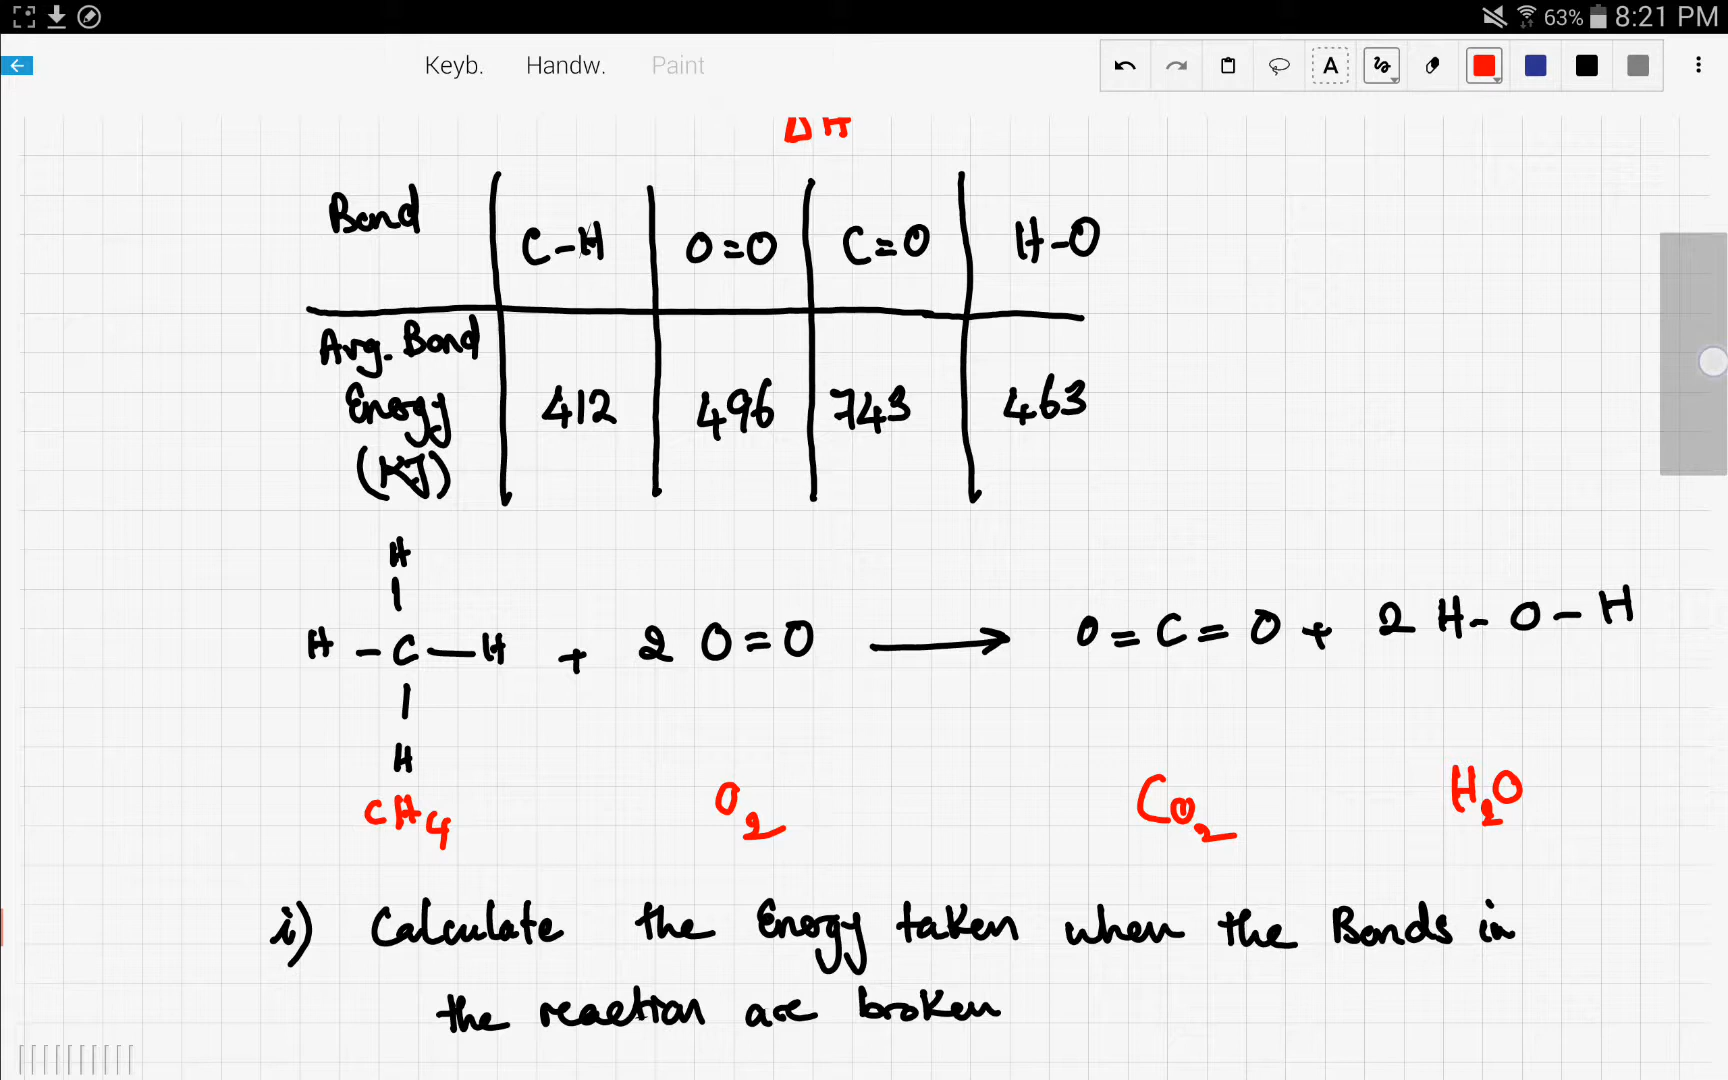 63% 8:21 PM
Keyb. Handw. Paint
A
ΔH
Bond C-H O=O C=O H-O
Avg. Bond
Energy 412 496 743 463
(KJ)
H
H - C - H + 2 O = O → O = C = O + 2 H - O - H
H
CH4 O2 CO2 H2O
i) Calculate the Energy taken when the Bonds in
the reaction are broken